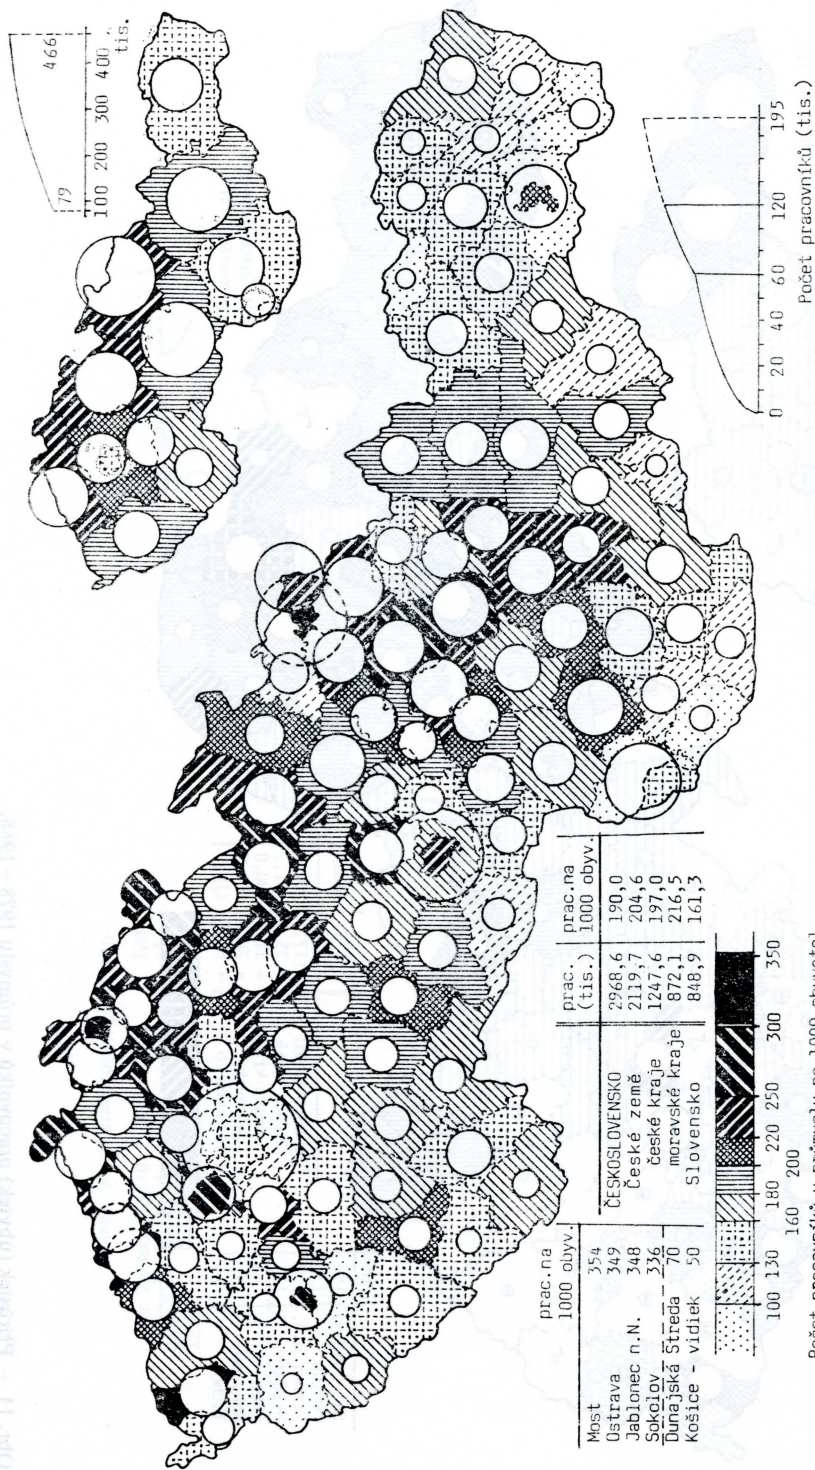 79
466
100 200 300 400
tis.
0 20 40 60 120 195
Počet pracovníků (tis.)
prac.na
1000 obyv.
Most 354
Ostrava 349
Jablonec n.N. 348
Sokolov 336
Dunajská Streda 70
Košice - vidiek 50
prac. prac.na
(tis.) 1000 obyv.
ČESKOSLOVENSKO 2968,6 190,0
České země 2119,7 204,6
české kraje 1247,6 197,0
moravské kraje 872,1 216,5
Slovensko 848,9 161,3
100 130 160 180 200 220 250 300 350
Počet pracovníků v průmyslu na 1000 obyvatel